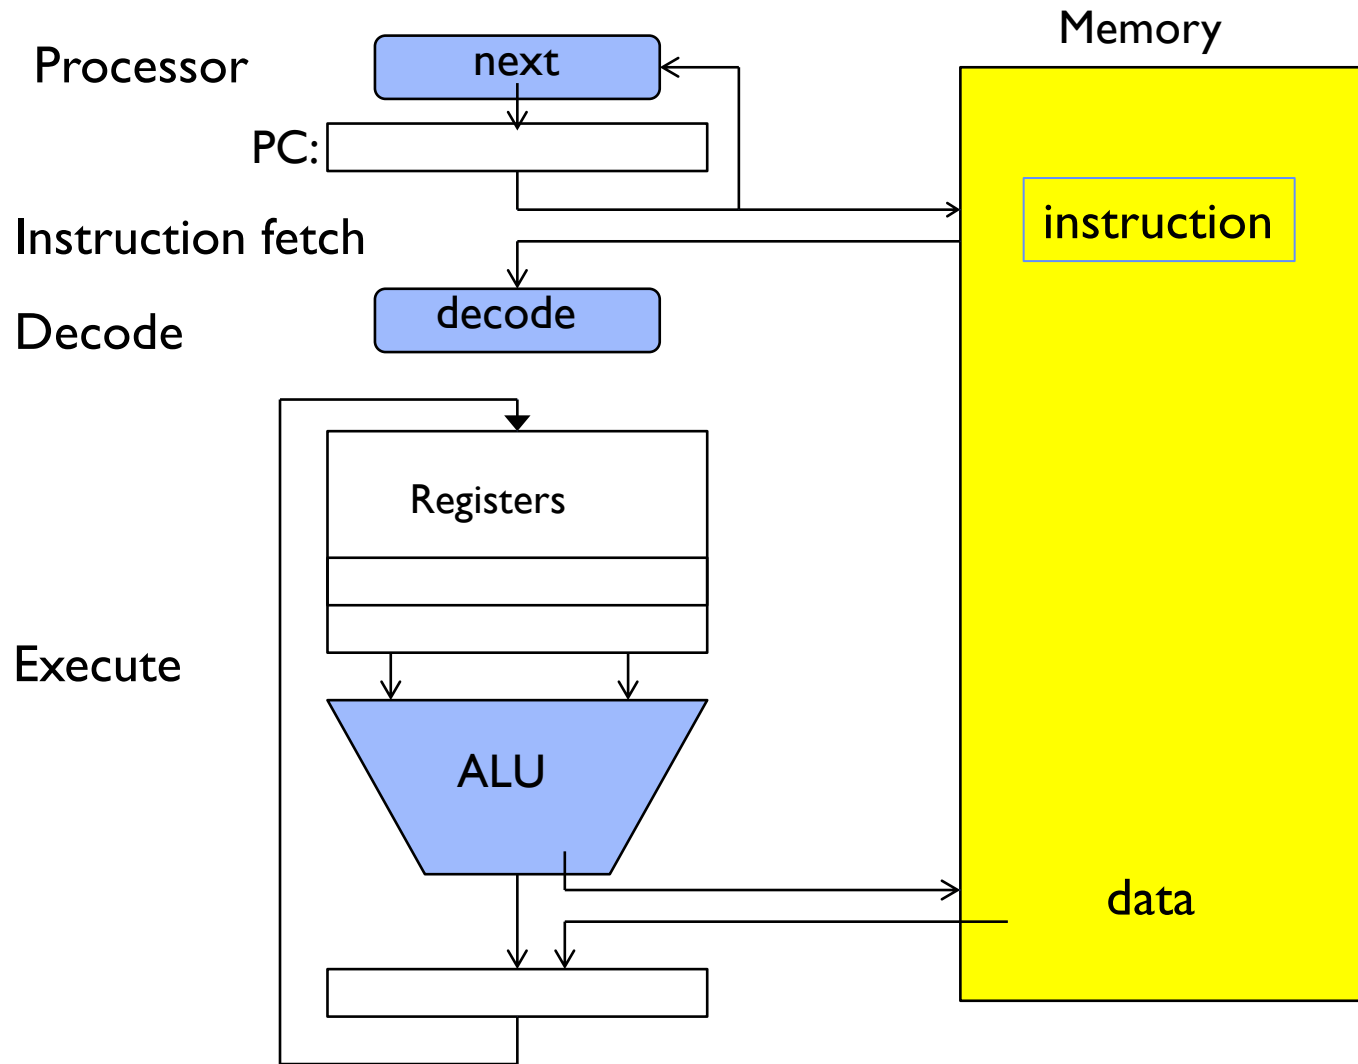 Memory
Processor
next
PC:
instruction
Instruction fetch
decode
Decode
Registers
Execute
ALU
data